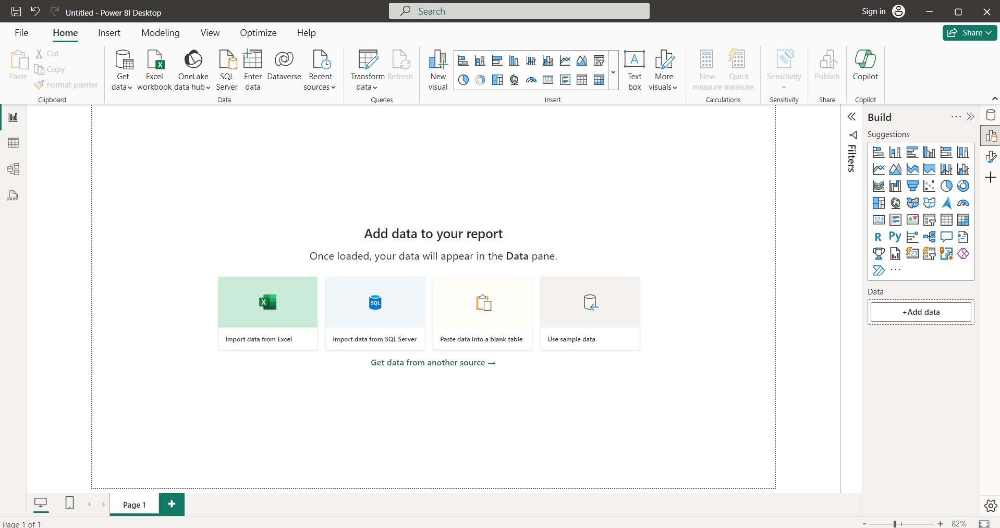 Untitled - Power BI Desktop
Search
Sign in
File Home Insert Modeling View Optimize Help
Share
Paste
Cut
Copy
Format painter
Clipboard
Get data
Excel workbook
OneLake data hub
SQL Server
Enter data
Dataverse
Recent sources
Data
Transform data
Refresh
Queries
New visual
123
A
Text box
More visuals
Insert
New measure
Quick measure
Calculations
Sensitivity
Sensitivity
Publish
Share
Copilot
Copilot
DAX
Add data to your report
Once loaded, your data will appear in the Data pane.
X
SQL
Import data from Excel
Import data from SQL Server
Paste data into a blank table
Use sample data
Get data from another source →
Filters
Build
Suggestions
123
R Py
123
Data
+Add data
Page 1
Page 1 of 1
- + 82%